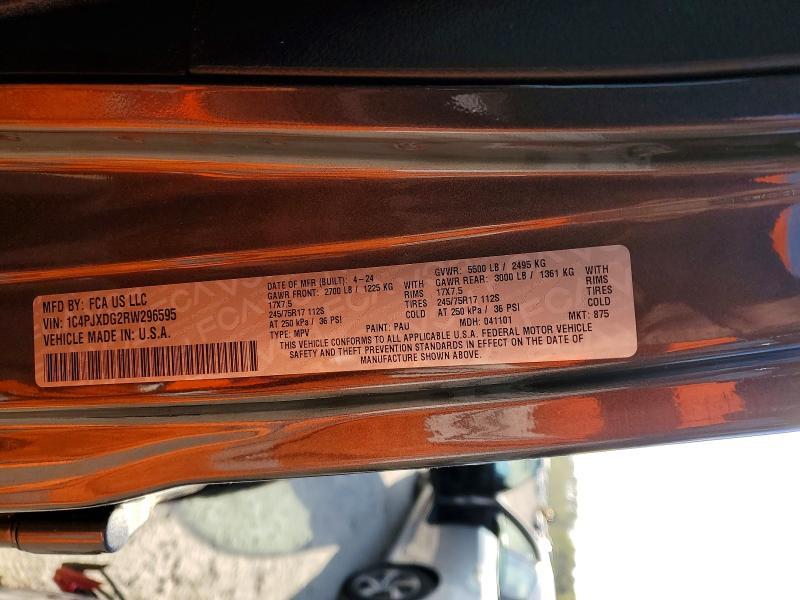 MFD BY: FCA US LLC
VIN: 1C4PJXDG2RW296595
VEHICLE MADE IN: U.S.A.
DATE OF MFR (BUILT): 4-24
GVWR: 5500 LB / 2495 KG
GAWR FRONT: 2700 LB / 1225 KG WITH
GAWR REAR: 3000 LB / 1361 KG WITH
17X7.5 RIMS
17X7.5 RIMS
245/75R17 112S TIRES
245/75R17 112S TIRES
AT 250 kPa / 36 PSI COLD
AT 250 kPa / 36 PSI COLD
TYPE: MPV PAINT: PAU MDH: 041101 MKT: 875
THIS VEHICLE CONFORMS TO ALL APPLICABLE U.S.A. FEDERAL MOTOR VEHICLE
SAFETY AND THEFT PREVENTION STANDARDS IN EFFECT ON THE DATE OF
MANUFACTURE SHOWN ABOVE.